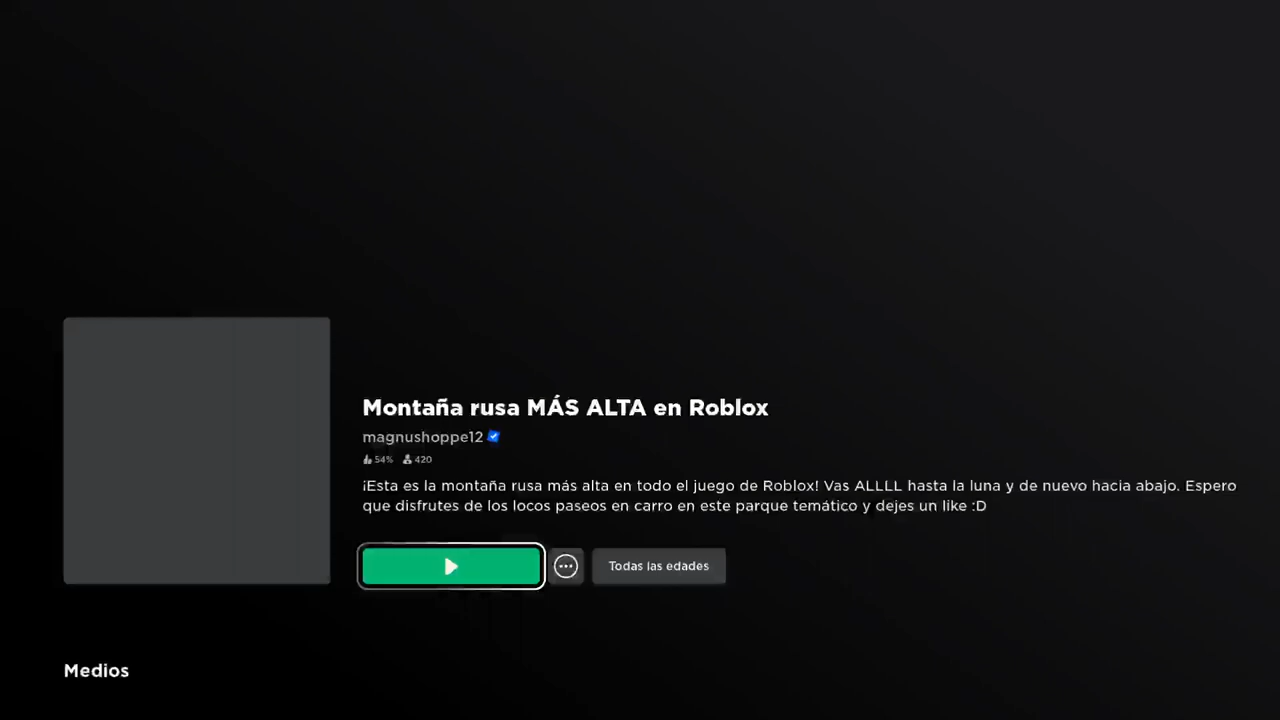 Montaña rusa MÁS ALTA en Roblox
magnushoppe12
54% 420
¡Esta es la montaña rusa más alta en todo el juego de Roblox! Vas ALLLL hasta la luna y de nuevo hacia abajo. Espero
que disfrutes de los locos paseos en carro en este parque temático y dejes un like :D
Todas las edades
Medios